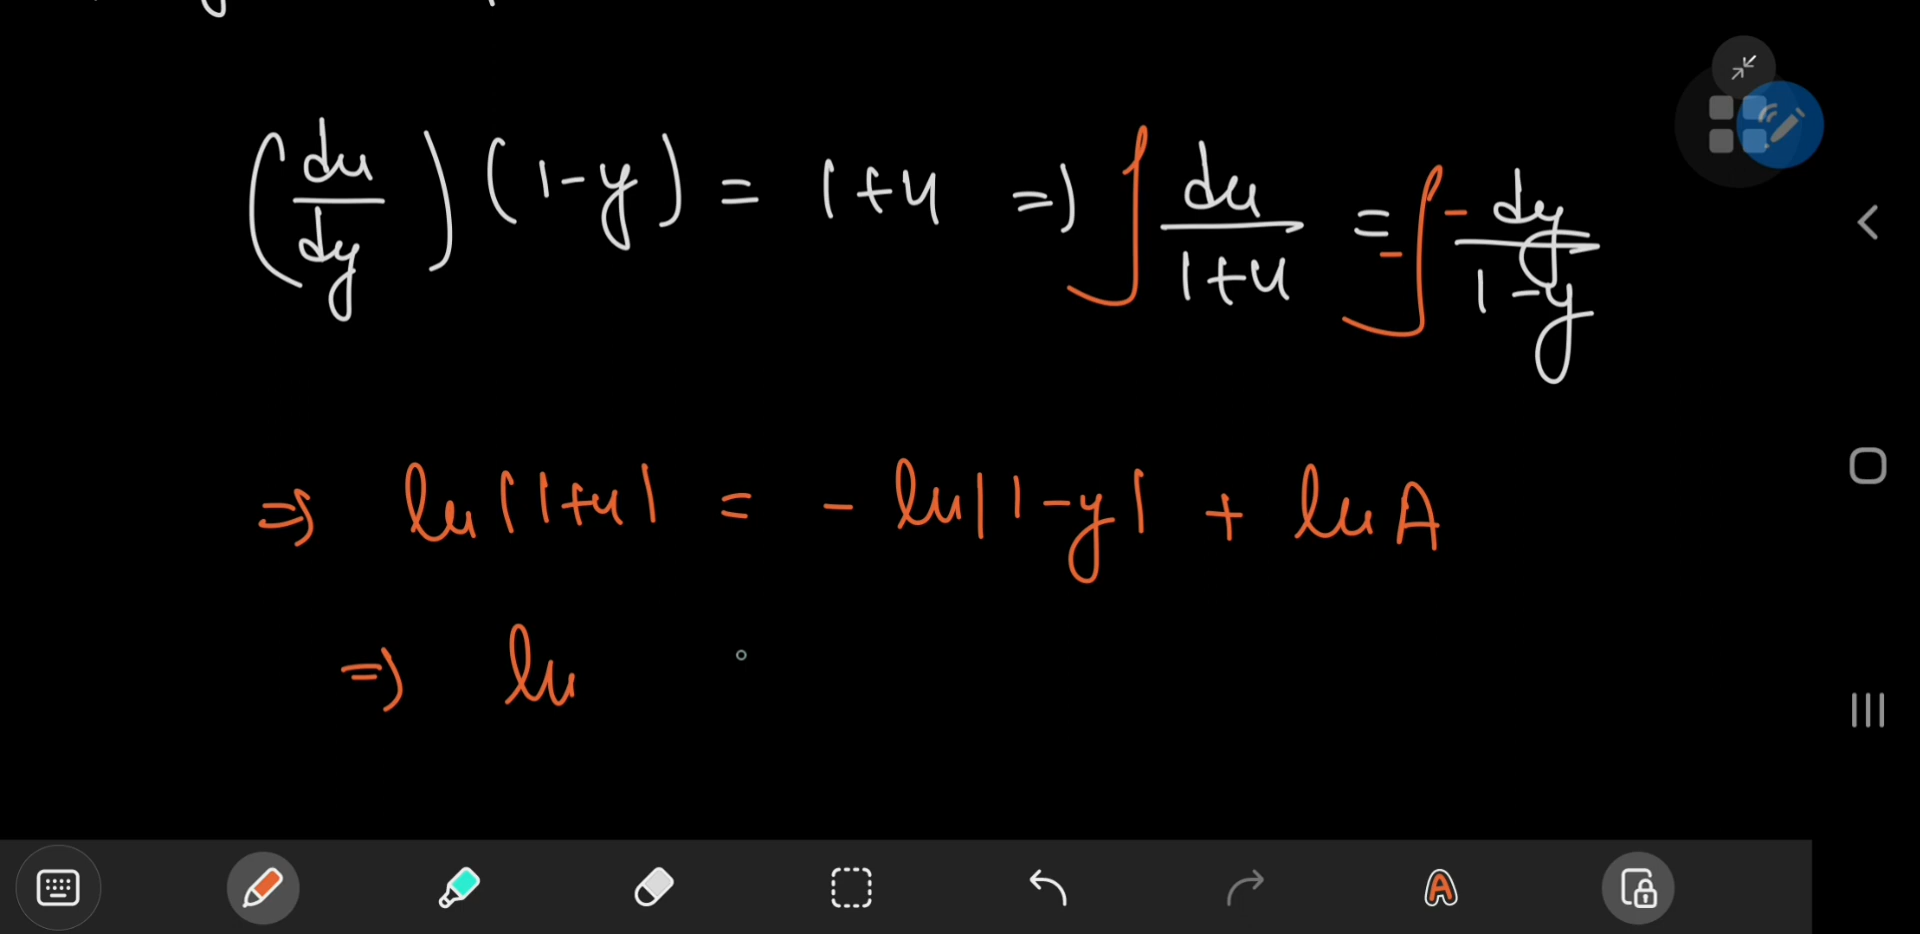 (du/dy)(1-y) = 1+u => ∫ du/1+u = -∫ - dy/1-y
=> ln|1+u| = - ln|1-y| + ln A
=> ln
A